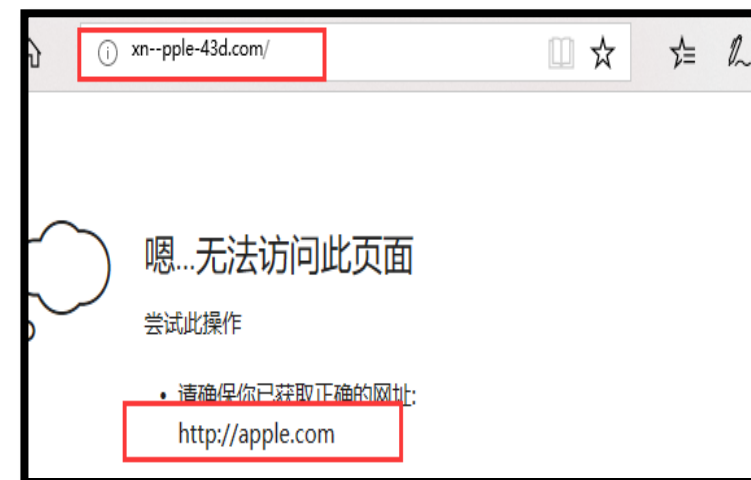 xn--pple-43d.com/
嗯...无法访问此页面
尝试此操作
• 请确保你已获取正确的网址:
http://apple.com